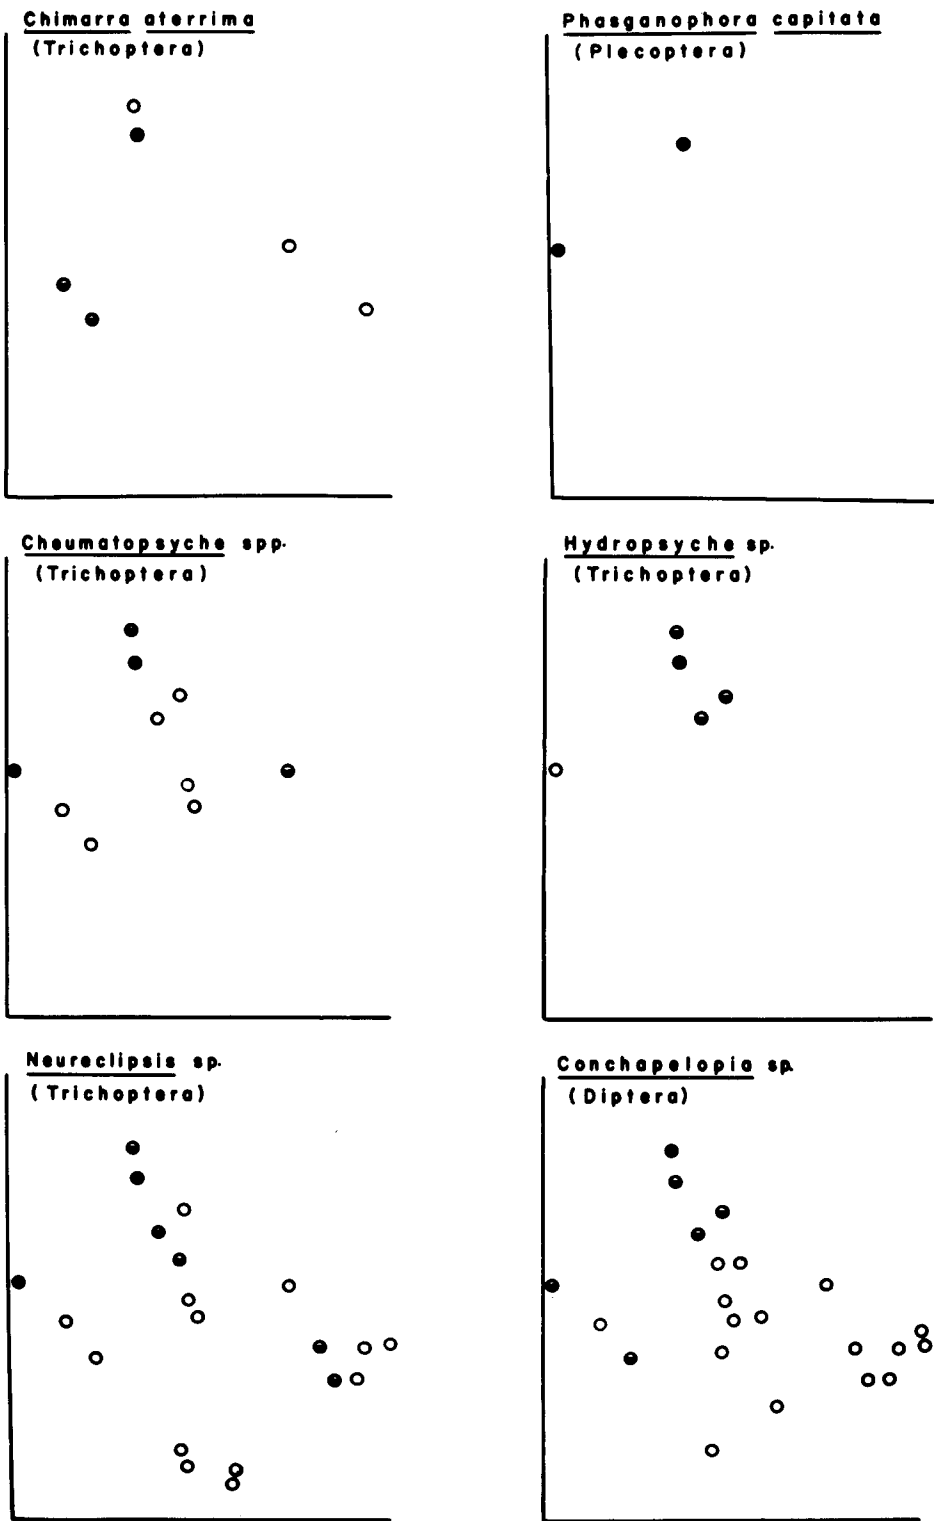 Chimarra aterrima
(Trichoptera)
Phasganophora capitata
(Plecoptera)
Cheumatopsyche spp.
(Trichoptera)
Hydropsyche sp.
(Trichoptera)
Neureclipsis sp.
(Trichoptera)
Conchapelopia sp.
(Diptera)